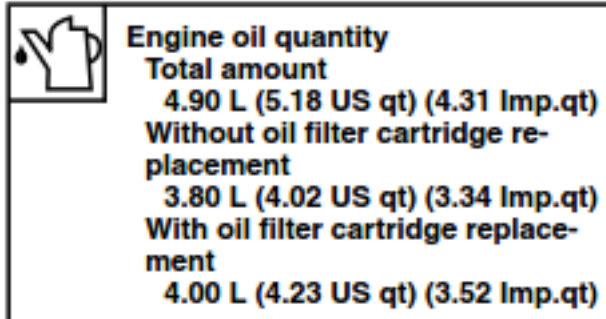 Engine oil quantity
Total amount
4.90 L (5.18 US qt) (4.31 Imp.qt)
Without oil filter cartridge re-
placement
3.80 L (4.02 US qt) (3.34 Imp.qt)
With oil filter cartridge replace-
ment
4.00 L (4.23 US qt) (3.52 Imp.qt)